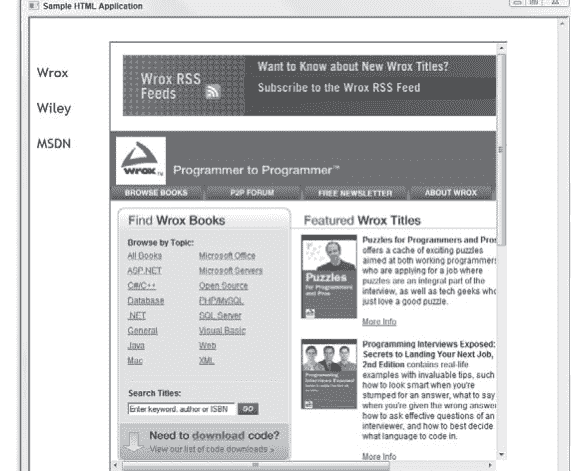 Sample HTML Application
Wrox
Wiley
MSDN
Wrox RSS
Feeds
Want to Know about New Wrox Titles?
Subscribe to the Wrox RSS Feed
wrox™
Programmer to Programmer™
BROWSE BOOKS
P2P FORUM
FREE NEWSLETTER
ABOUT WROX
Find Wrox Books
Browse by Topic:
All Books
Microsoft Office
ASP.NET
Microsoft Servers
C#/C++
Open Source
Database
PHP/MySQL
.NET
SQL Server
General
Visual Basic
Java
Web
Mac
XML
Search Titles:
Enter keyword, author or ISBN
GO
Need to download code?
View our list of code downloads »
Featured Wrox Titles
Puzzles
for Programmers
and Pros
Puzzles for Programmers and Pros
offers a cache of exciting puzzles
aimed at both working programmers
who are applying for a job where
puzzles are an integral part of the
interview, as well as tech geeks who
just love a good puzzle.
More Info
Programming
Interviews Exposed
Programming Interviews Exposed:
Secrets to Landing Your Next Job,
2nd Edition contains real-life
examples with invaluable tips, such
how to look smart when you're
stumped for an answer, what to say
when you're given the wrong answer
how to ask effective questions of an
interviewer, and how to best decide
what language to code in.
More Info